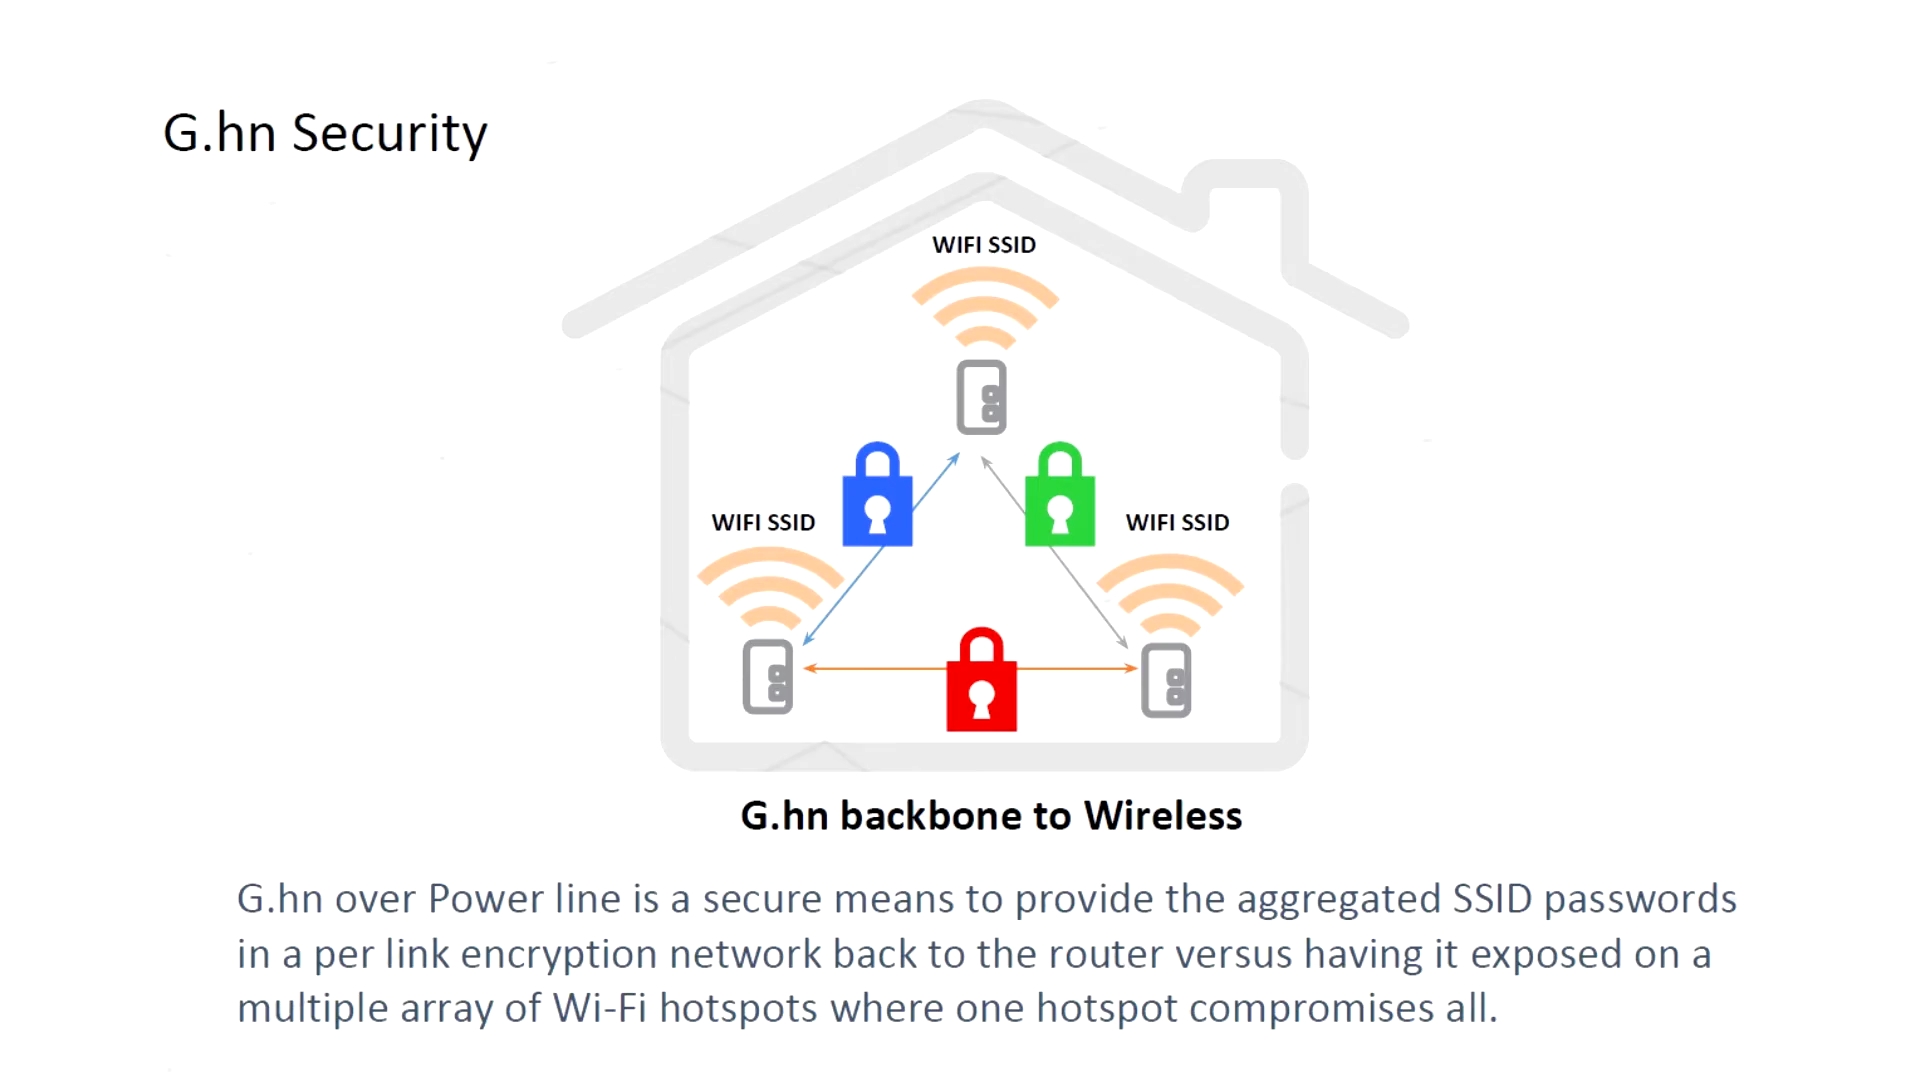 G.hn Security
WIFI SSID
WIFI SSID
WIFI SSID
G.hn backbone to Wireless
G.hn over Power line is a secure means to provide the aggregated SSID passwords
in a per link encryption network back to the router versus having it exposed on a
multiple array of Wi-Fi hotspots where one hotspot compromises all.